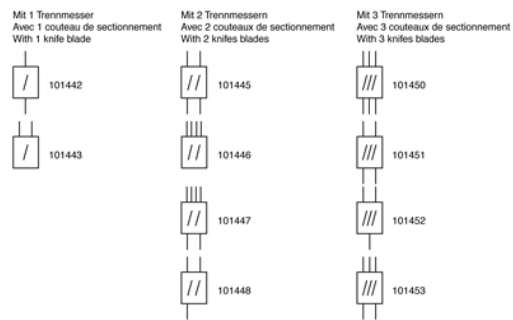 Mit 1 Trennmesser
Avec 1 couteau de sectionnement
With 1 knife blade
101442
101443
Mit 2 Trennmessern
Avec 2 couteaux de sectionnement
With 2 knifes blades
101445
101446
101447
101448
Mit 3 Trennmessern
Avec 3 couteaux de sectionnement
With 3 knifes blades
101450
101451
101452
101453